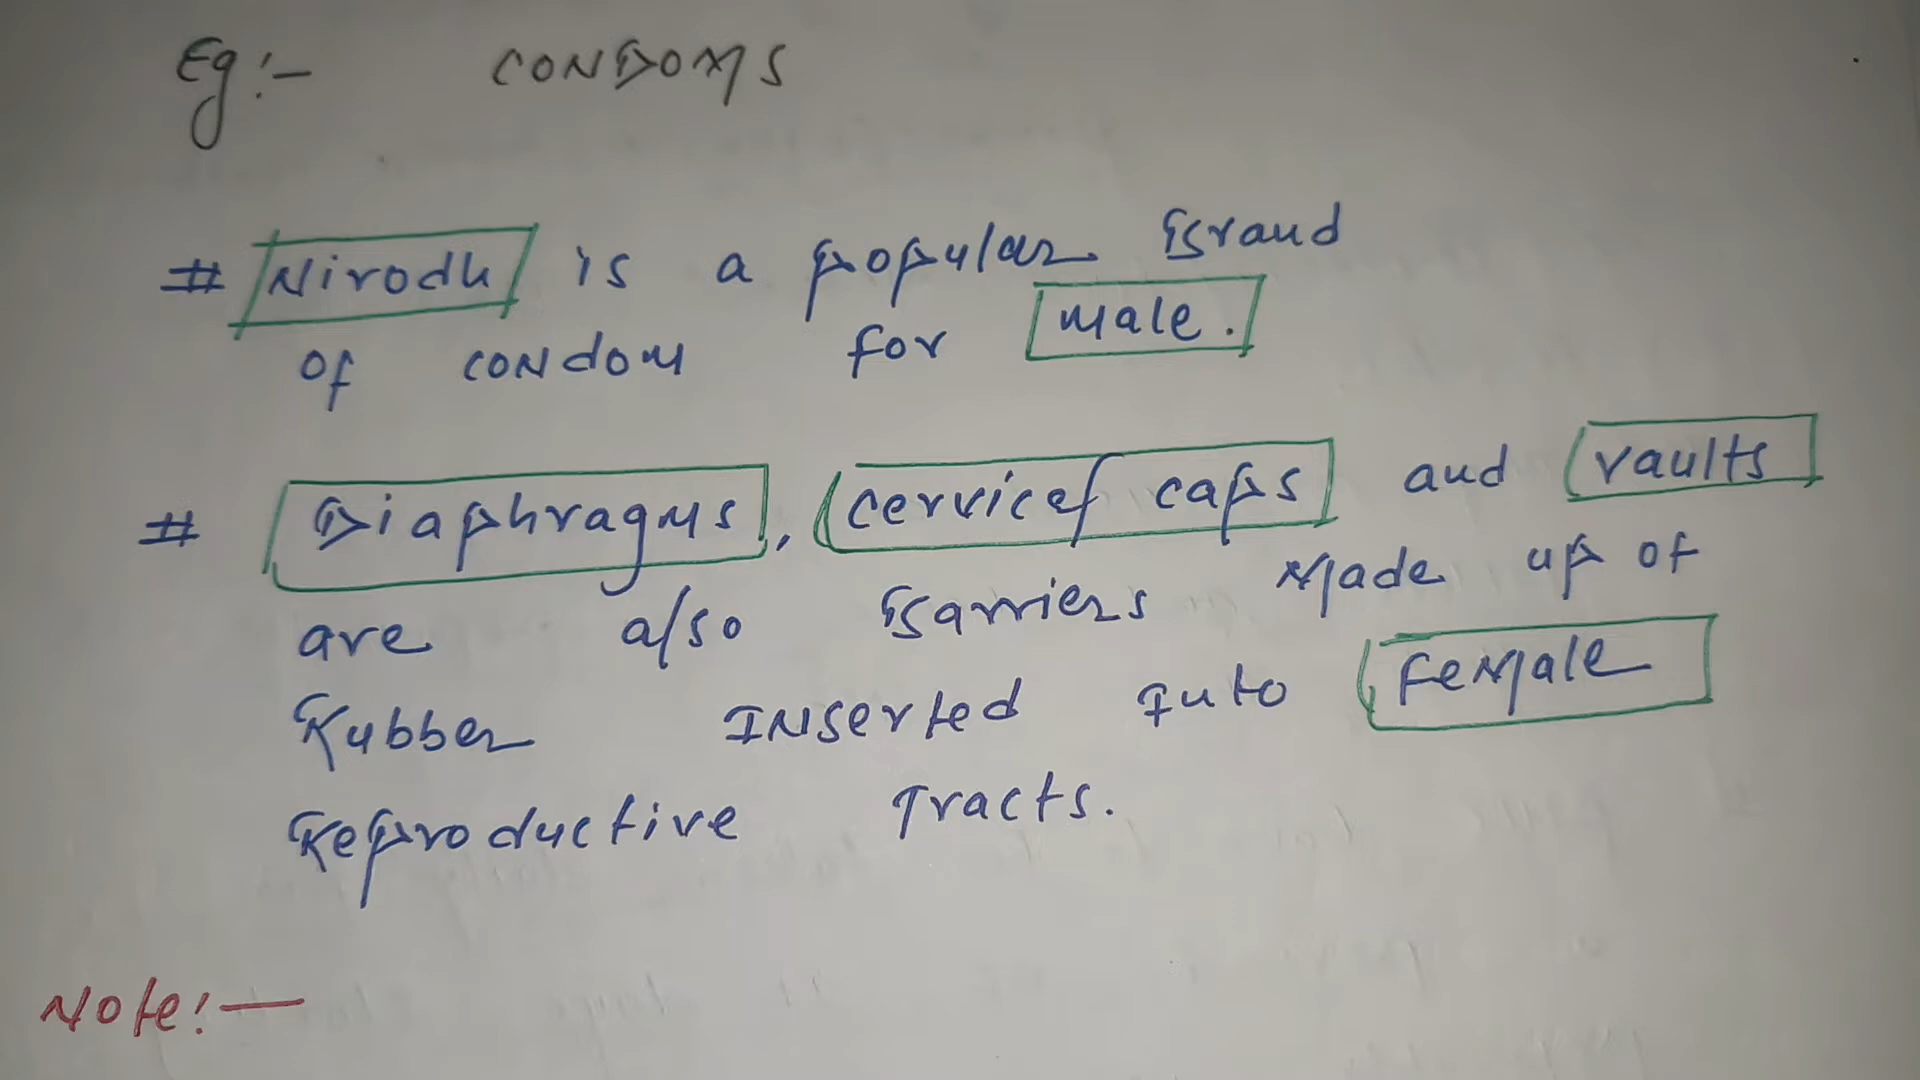 Eg:- CONDOMS
# Nirodh is a popular Brand
of condom for male.
# Diaphragms, cervicel caps and vaults
are also Barriers Made up of
Rubber Inserted Into Female
Reproductive Tracts.
Note:-